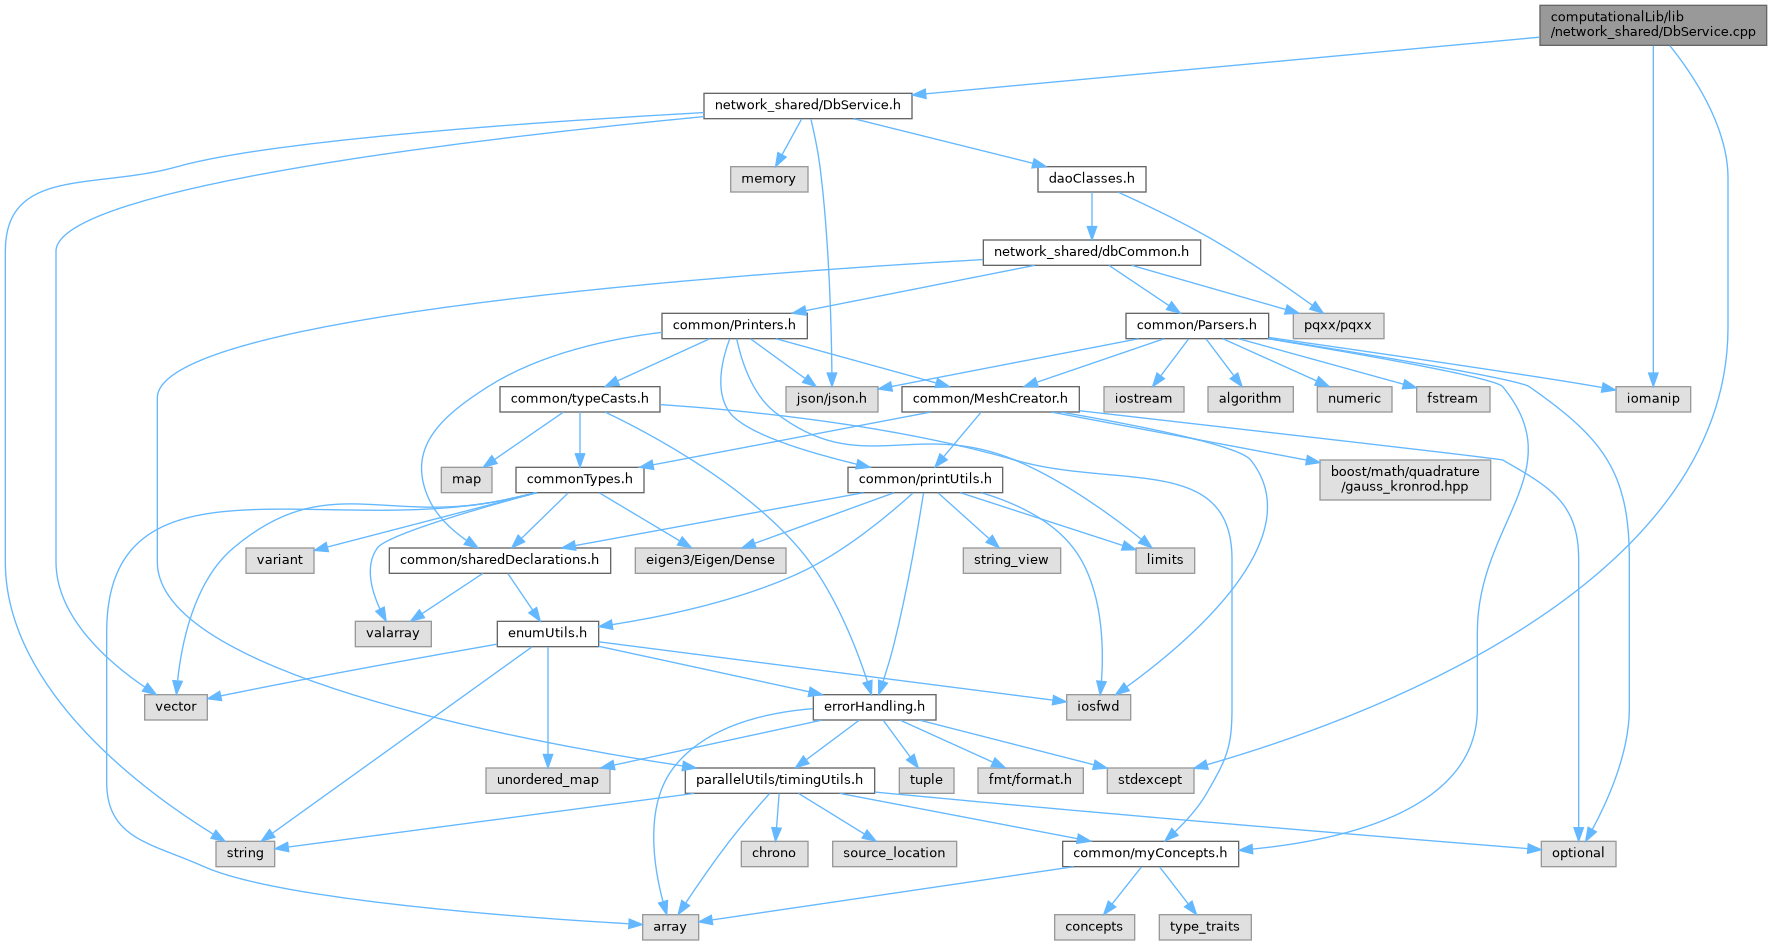 computationalLib/lib
/network_shared/DbService.cpp
network_shared/DbService.h
memory
daoClasses.h
network_shared/dbCommon.h
common/Printers.h
common/Parsers.h
pqxx/pqxx
common/typeCasts.h
json/json.h
common/MeshCreator.h
iostream
algorithm
numeric
fstream
iomanip
map
commonTypes.h
common/printUtils.h
boost/math/quadrature
/gauss_kronrod.hpp
variant
common/sharedDeclarations.h
eigen3/Eigen/Dense
string_view
limits
valarray
enumUtils.h
vector
errorHandling.h
iosfwd
unordered_map
parallelUtils/timingUtils.h
tuple
fmt/format.h
stdexcept
string
chrono
source_location
common/myConcepts.h
optional
array
concepts
type_traits